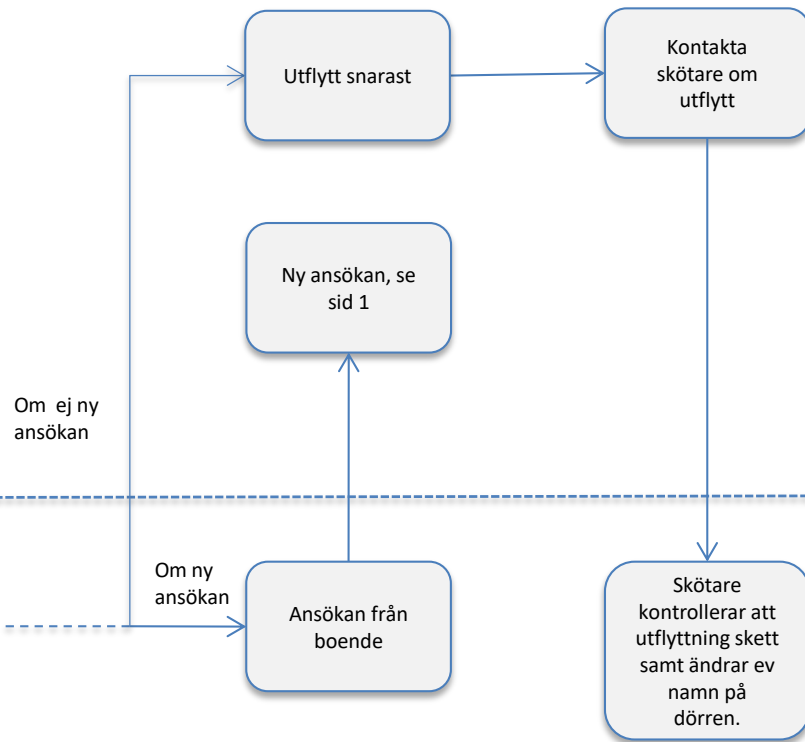 Utflytt snarast
Kontakta
skötare om
utflytt
Ny ansökan, se
sid 1
Om  ej ny
ansökan
Om ny
ansökan
Ansökan från
boende
Skötare
kontrollerar att
utflyttning skett
samt ändrar ev
namn på
dörren.